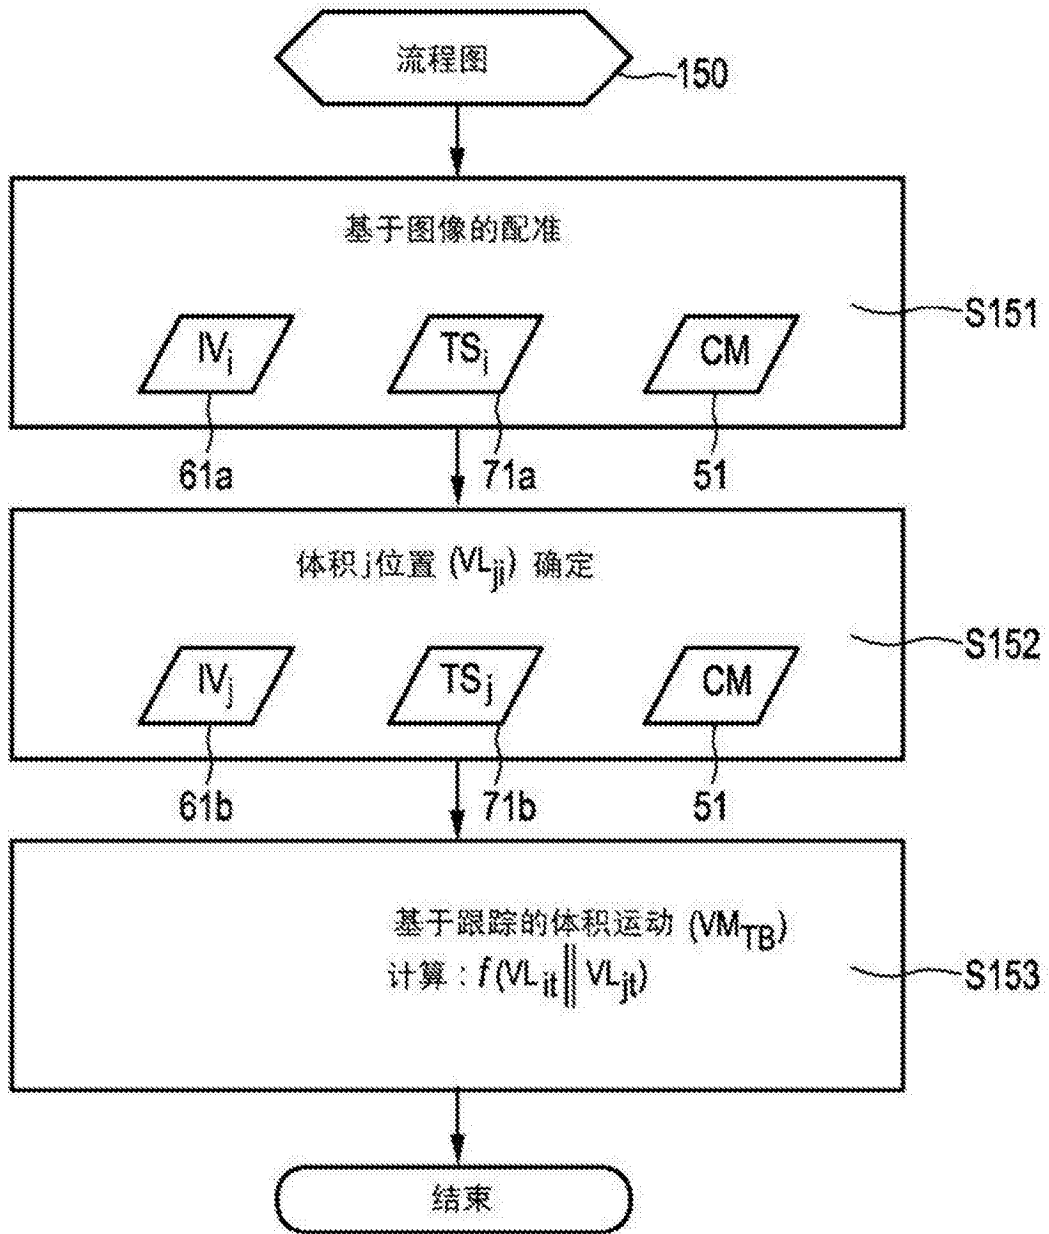 流程图
150
基于图像的配准
S151
IVi TSi CM
61a 71a 51
体积j位置 (VLji) 确定
S152
IVj TSj CM
61b 71b 51
基于跟踪的体积运动 (VMTB)
计算：f(VLit‖VLjt)
S153
结束